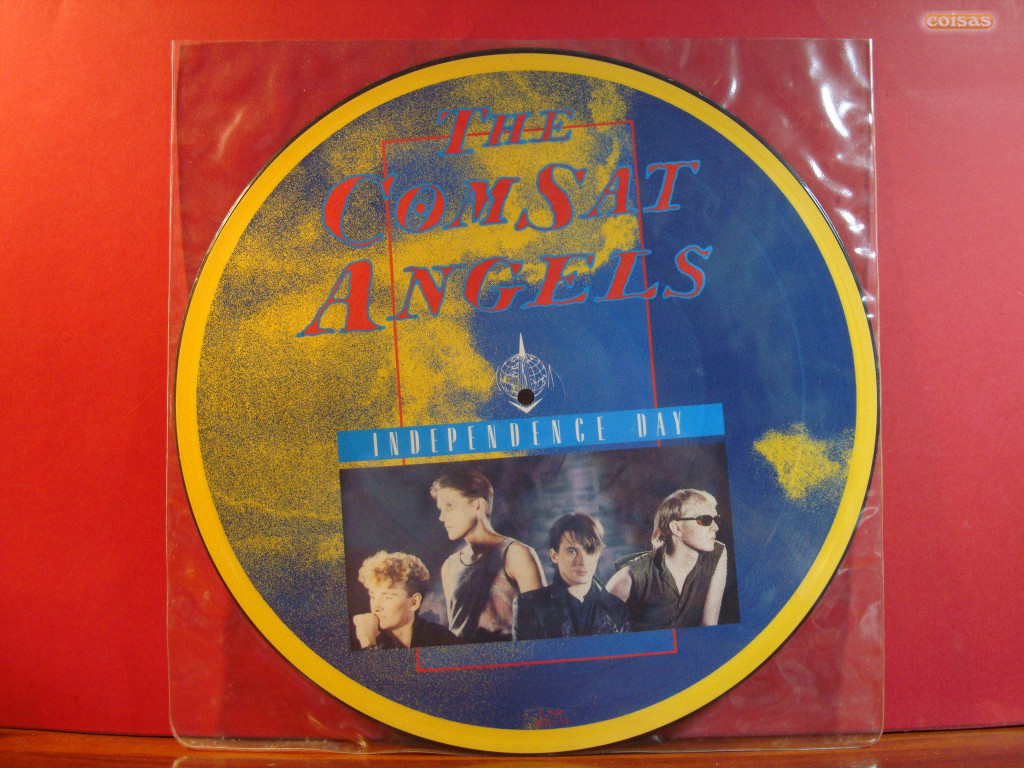 coisas
THE
COMSAT
ANGELS
INDEPENDENCE DAY